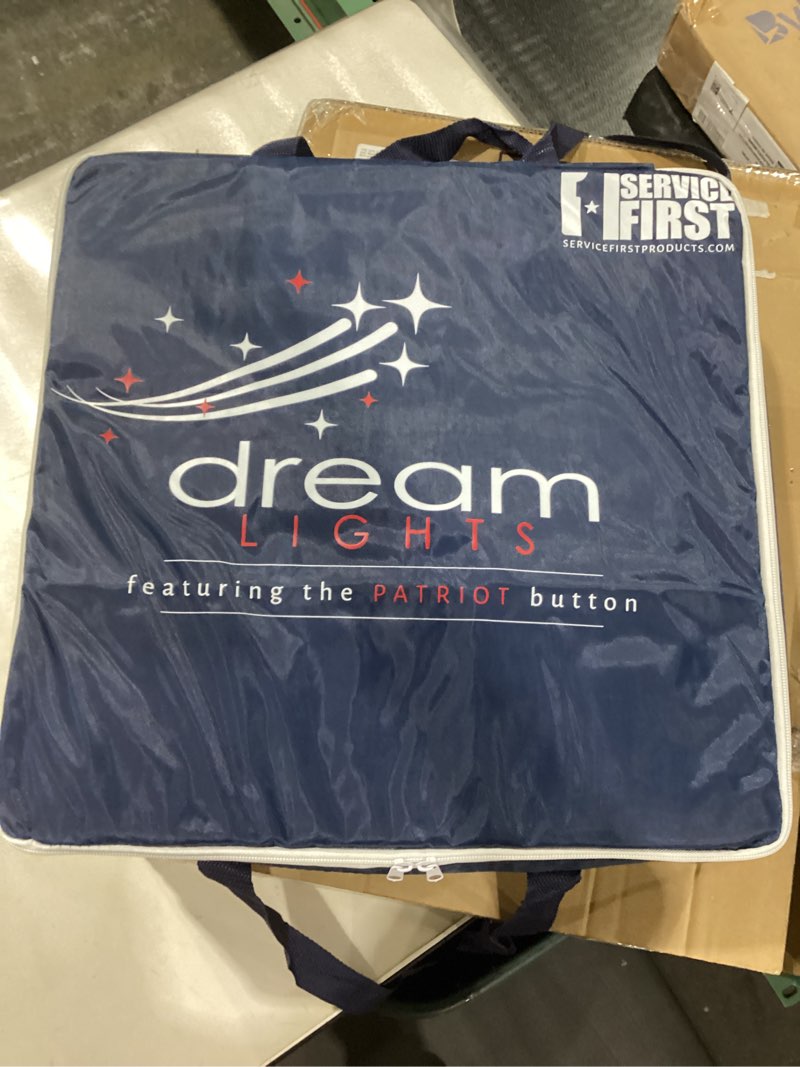 SERVICE
FIRST
SERVICEFIRSTPRODUCTS.COM
dream
LIGHTS
featuring the PATRIOT button